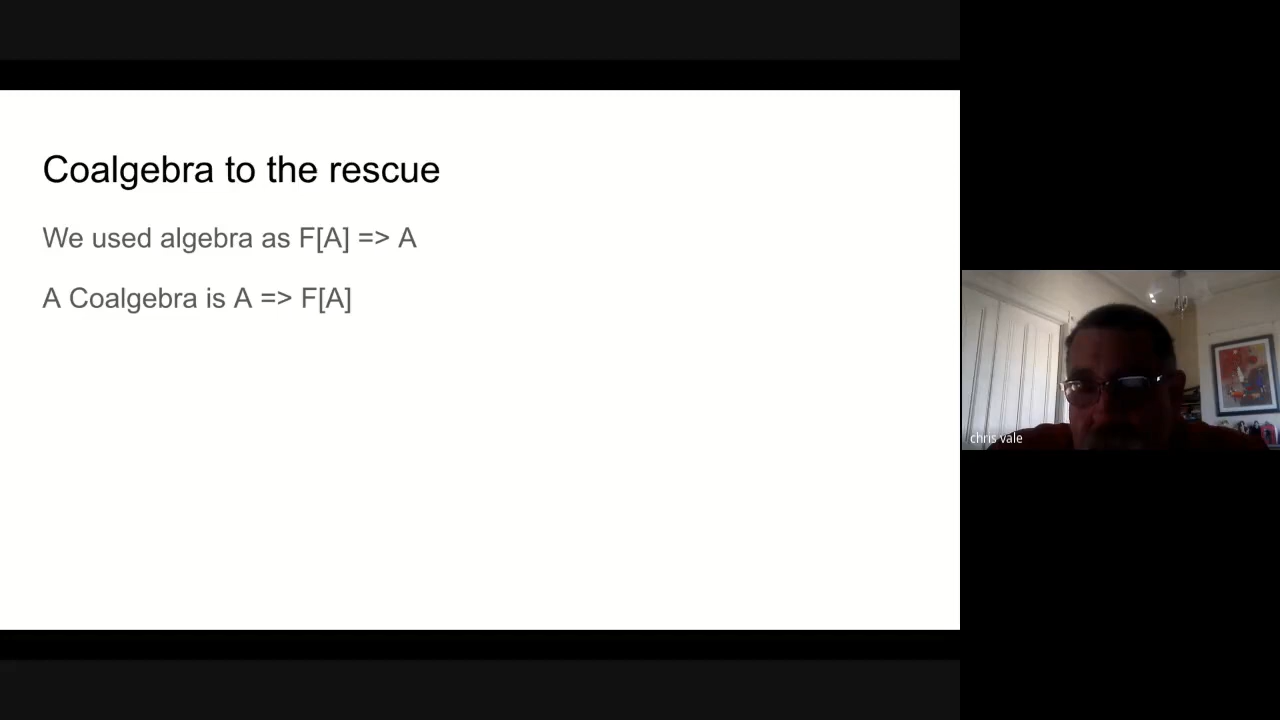 Coalgebra to the rescue
We used algebra as F[A] => A
A Coalgebra is A => F[A]
chris vale